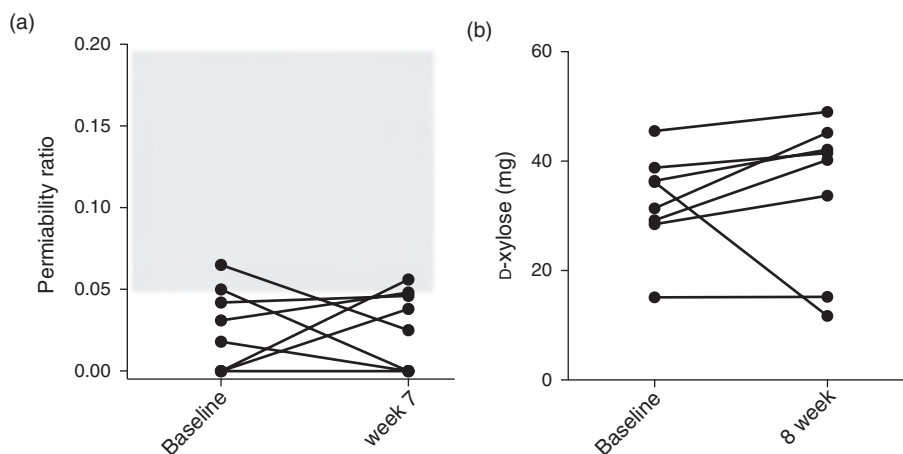 (a)
0.20
0.15
0.10
0.05
0.00
Permiability ratio
Baseline
week 7
(b)
60
40
20
0
D-xylose (mg)
Baseline
8 week